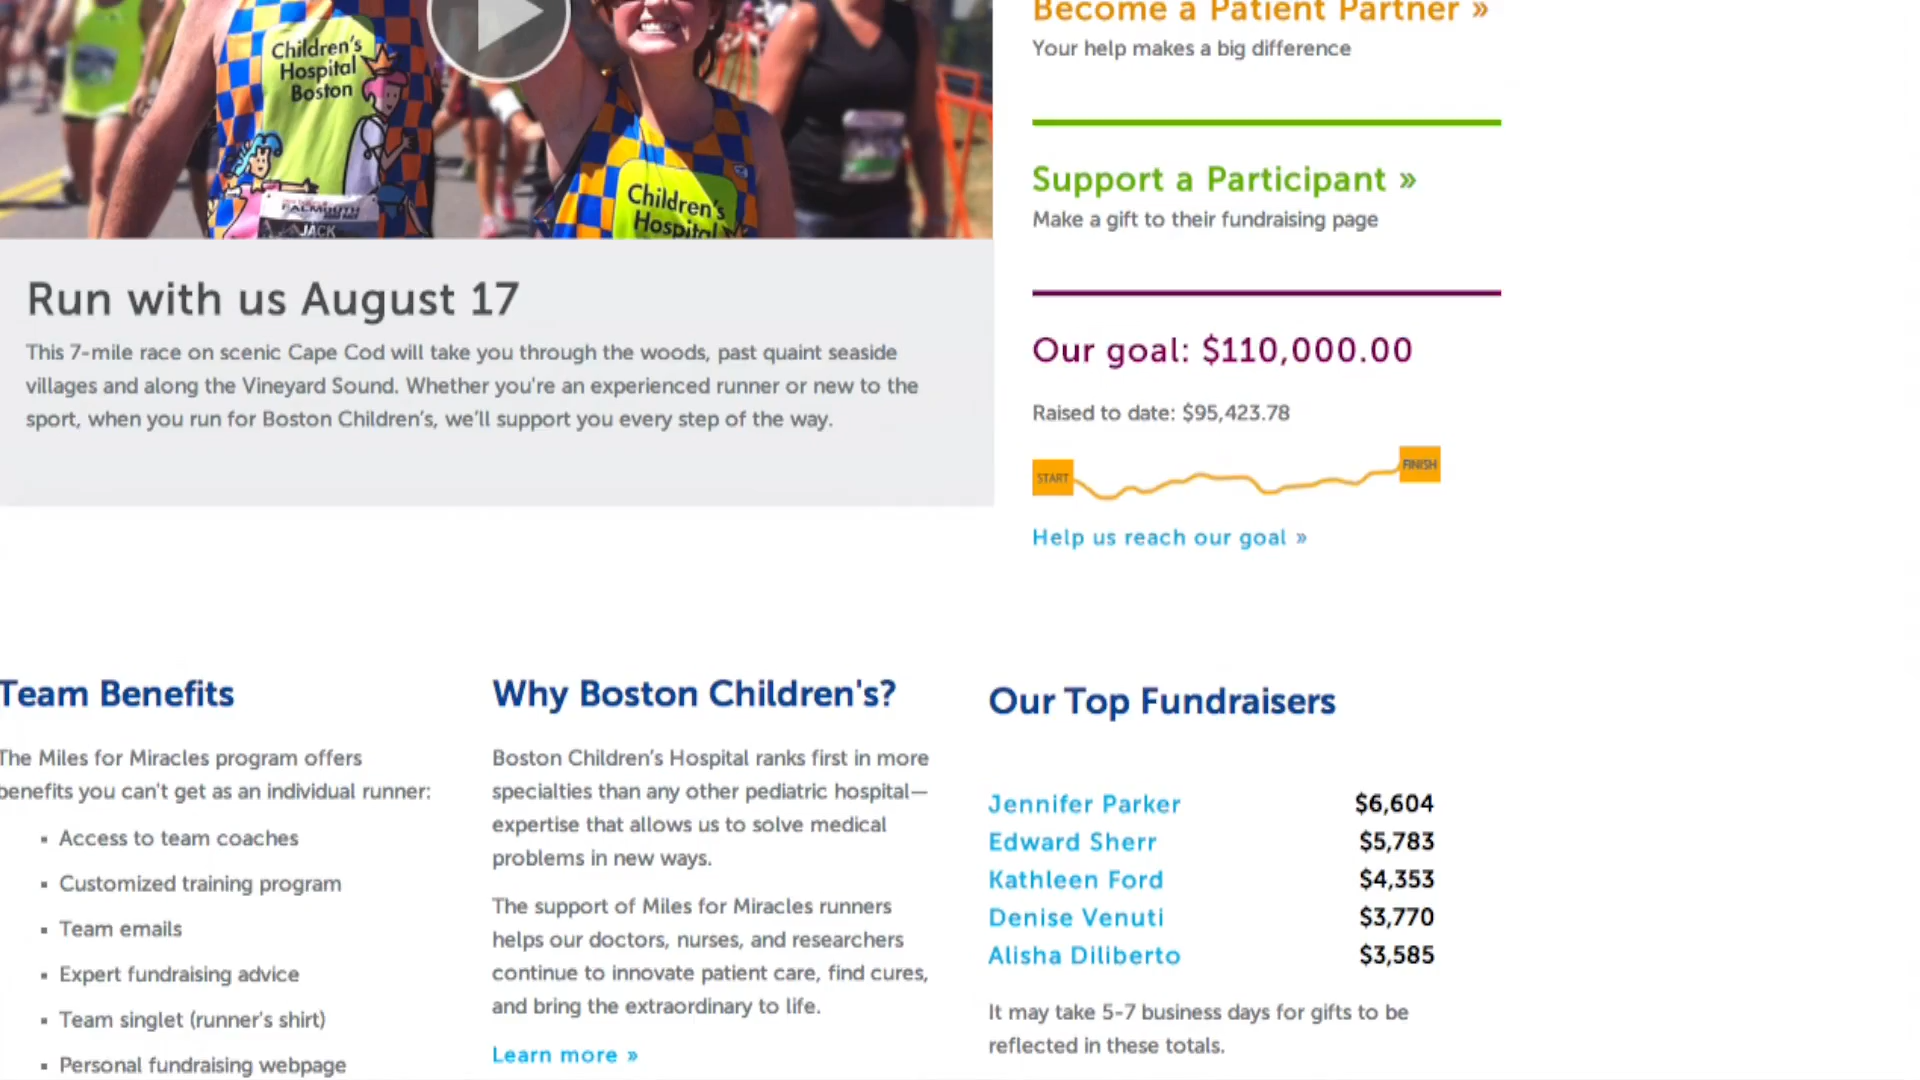 Children's
Hospital
Boston
FALMOUTH
JACK
Children's
Hospital
Become a Patient Partner »
Your help makes a big difference
Support a Participant »
Make a gift to their fundraising page
Run with us August 17
This 7-mile race on scenic Cape Cod will take you through the woods, past quaint seaside
villages and along the Vineyard Sound. Whether you're an experienced runner or new to the
sport, when you run for Boston Children's, we'll support you every step of the way.
Our goal: $110,000.00
Raised to date: $95,423.78
START
FINISH
Help us reach our goal »
Team Benefits
The Miles for Miracles program offers
benefits you can't get as an individual runner:
▪ Access to team coaches
▪ Customized training program
▪ Team emails
▪ Expert fundraising advice
▪ Team singlet (runner's shirt)
▪ Personal fundraising webpage
Why Boston Children's?
Boston Children's Hospital ranks first in more
specialties than any other pediatric hospital—
expertise that allows us to solve medical
problems in new ways.
The support of Miles for Miracles runners
helps our doctors, nurses, and researchers
continue to innovate patient care, find cures,
and bring the extraordinary to life.
Learn more »
Our Top Fundraisers
Jennifer Parker $6,604
Edward Sherr $5,783
Kathleen Ford $4,353
Denise Venuti $3,770
Alisha Diliberto $3,585
It may take 5-7 business days for gifts to be
reflected in these totals.